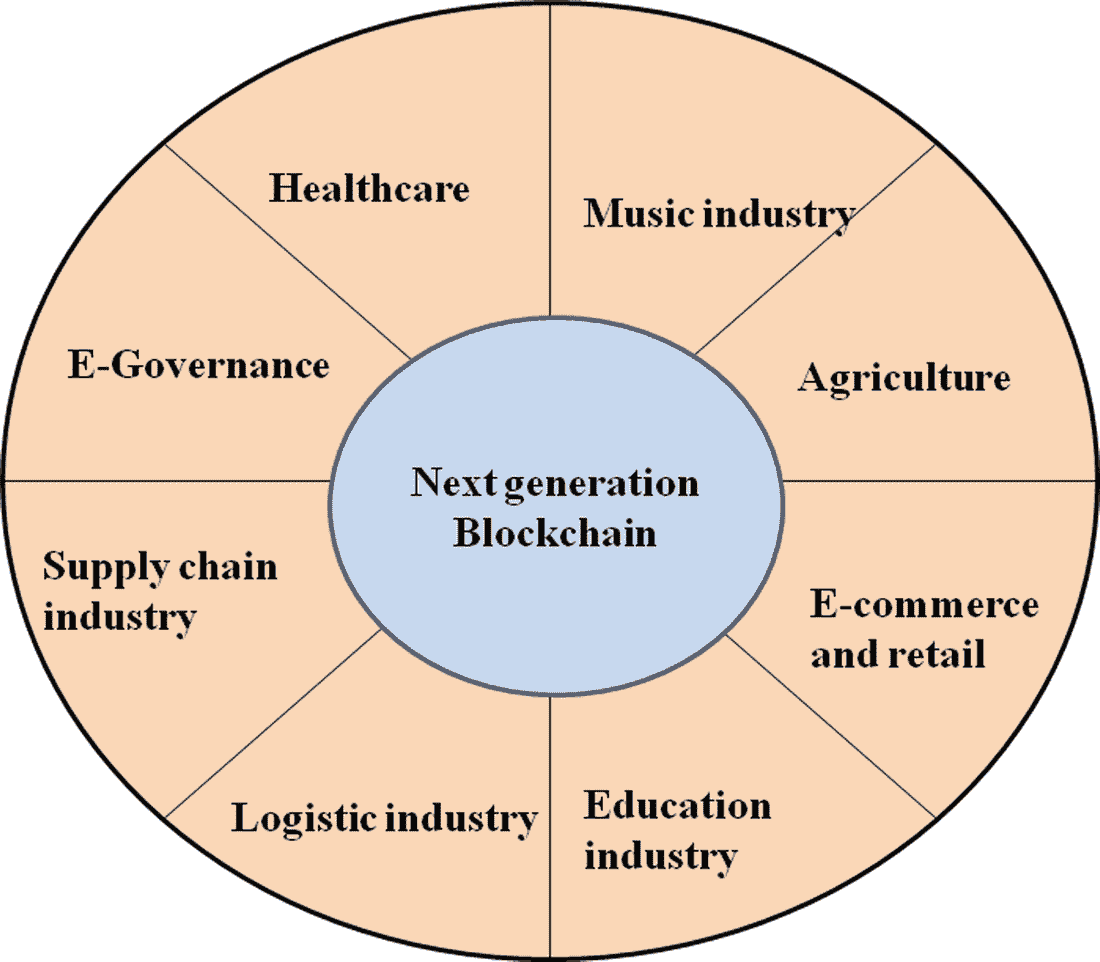 Healthcare
Music industry
E-Governance
Agriculture
Next generation
Blockchain
Supply chain
industry
E-commerce
and retail
Logistic industry
Education
industry